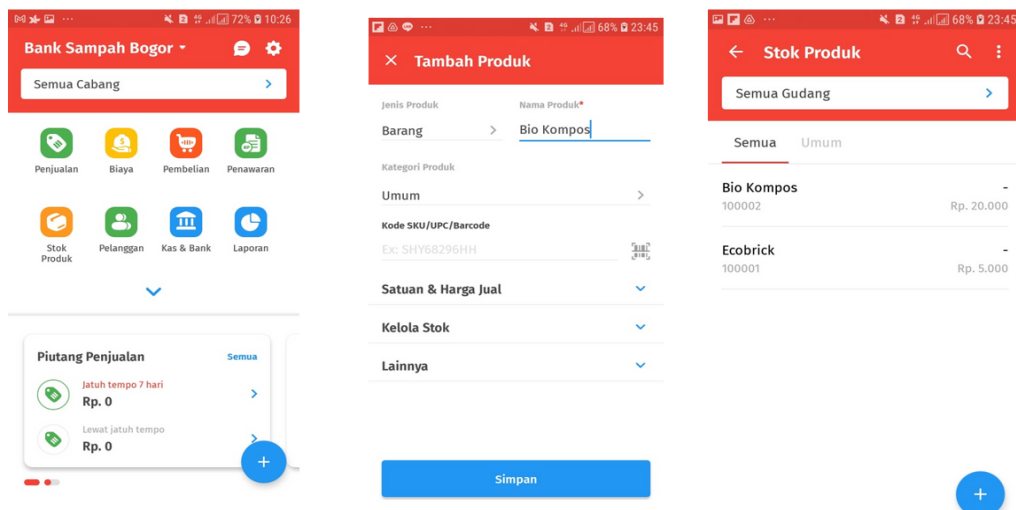 72% 10:26
Bank Sampah Bogor
Semua Cabang
Penjualan Biaya Pembelian Penawaran
Stok Produk Pelanggan Kas & Bank Laporan
Piutang Penjualan Semua
Jatuh tempo 7 hari
Rp. 0
Lewat jatuh tempo
Rp. 0
+
68% 23:45
× Tambah Produk
Jenis Produk Nama Produk*
Barang Bio Kompos
Kategori Produk
Umum
Kode SKU/UPC/Barcode
Ex: SHY68296HH
Satuan & Harga Jual
Kelola Stok
Lainnya
Simpan
68% 23:45
Stok Produk
Semua Gudang
Semua Umum
Bio Kompos -
100002 Rp. 20.000
Ecobrick -
100001 Rp. 5.000
+